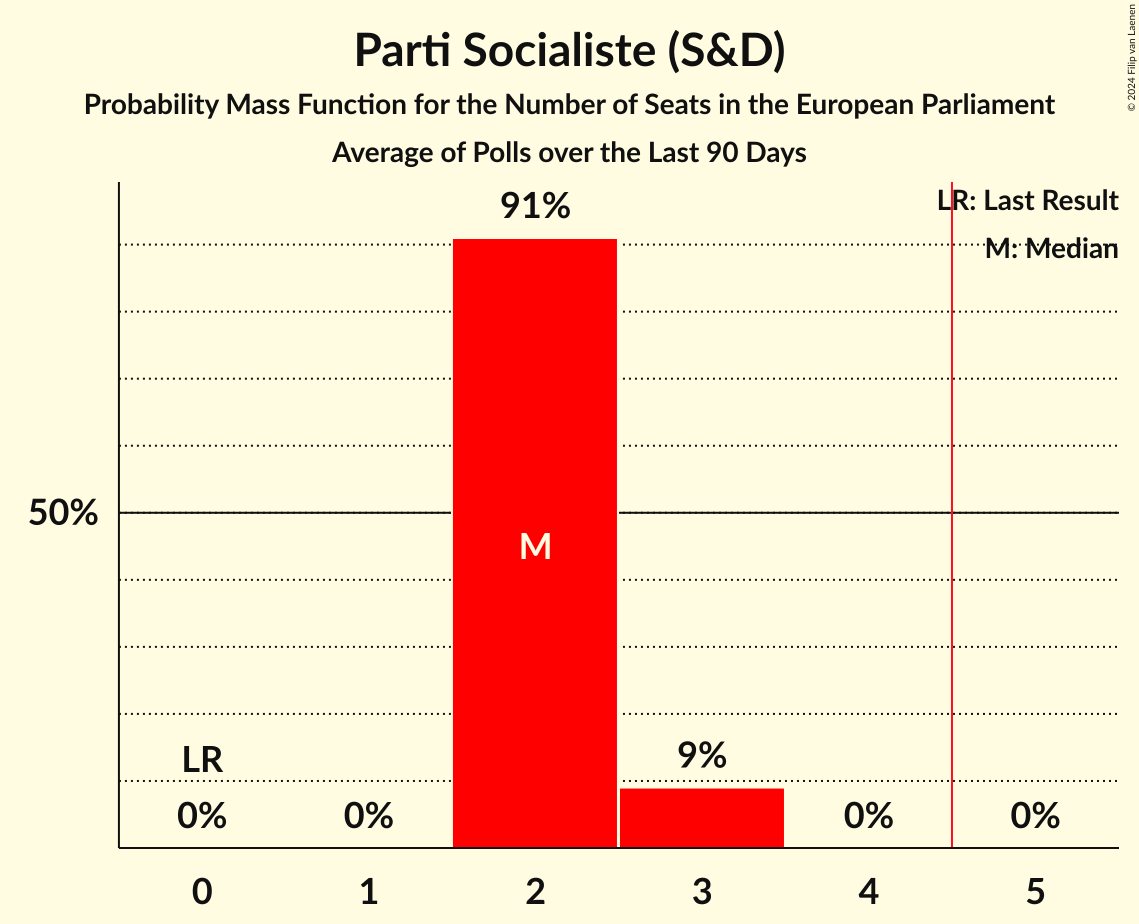 Parti Socialiste (S&D)
Probability Mass Function for the Number of Seats in the European Parliament
Average of Polls over the Last 90 Days
© 2024 Filip van Laenen
LR: Last Result
M: Median
91%
50%
M
LR
9%
0%
0%
0%
0%
0
1
2
3
4
5